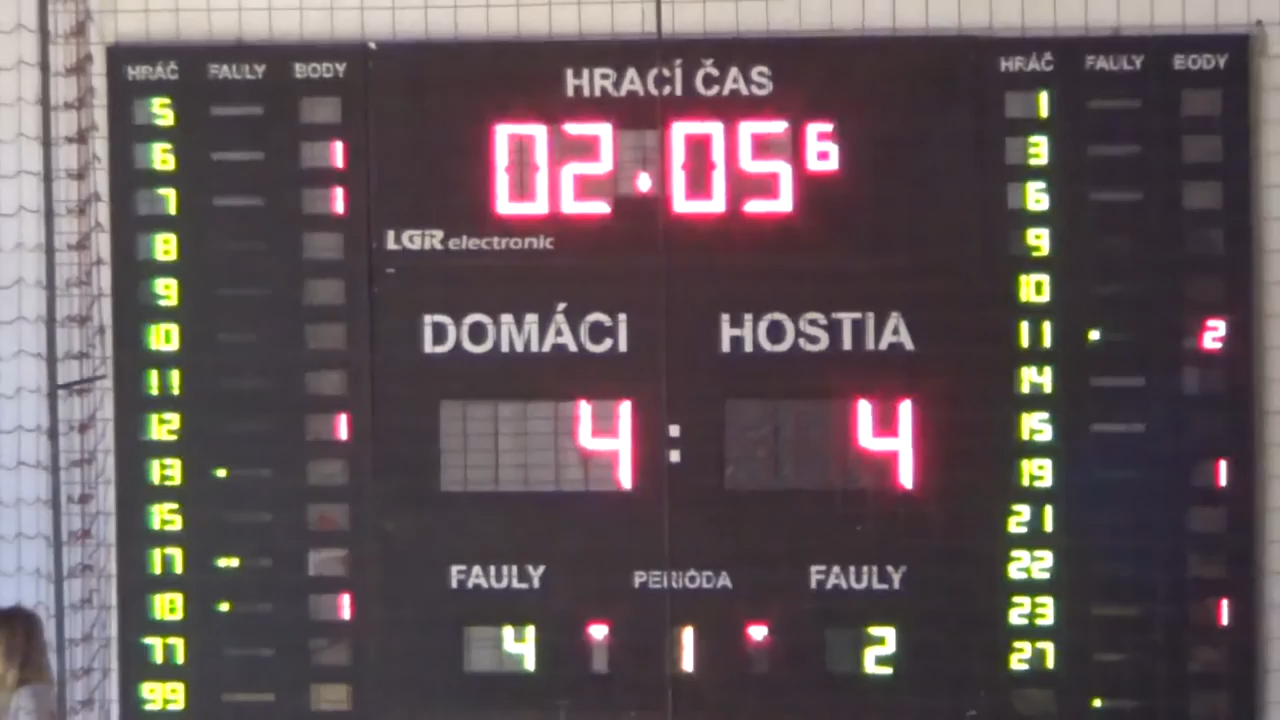 HRÁČ FAULY BODY HRACÍ ČAS HRÁČ FAULY BODY
5 1
6 1 02.05 6 3
7 1 6
8 LGR electronic 9
9 10
10 DOMÁCI HOSTIA 11 2
11 14
12 1 4 : 4 15
13 19 1
15 21
17 FAULY PERIÓDA FAULY 22
18 1 23 1
77 4 1 2 27
99